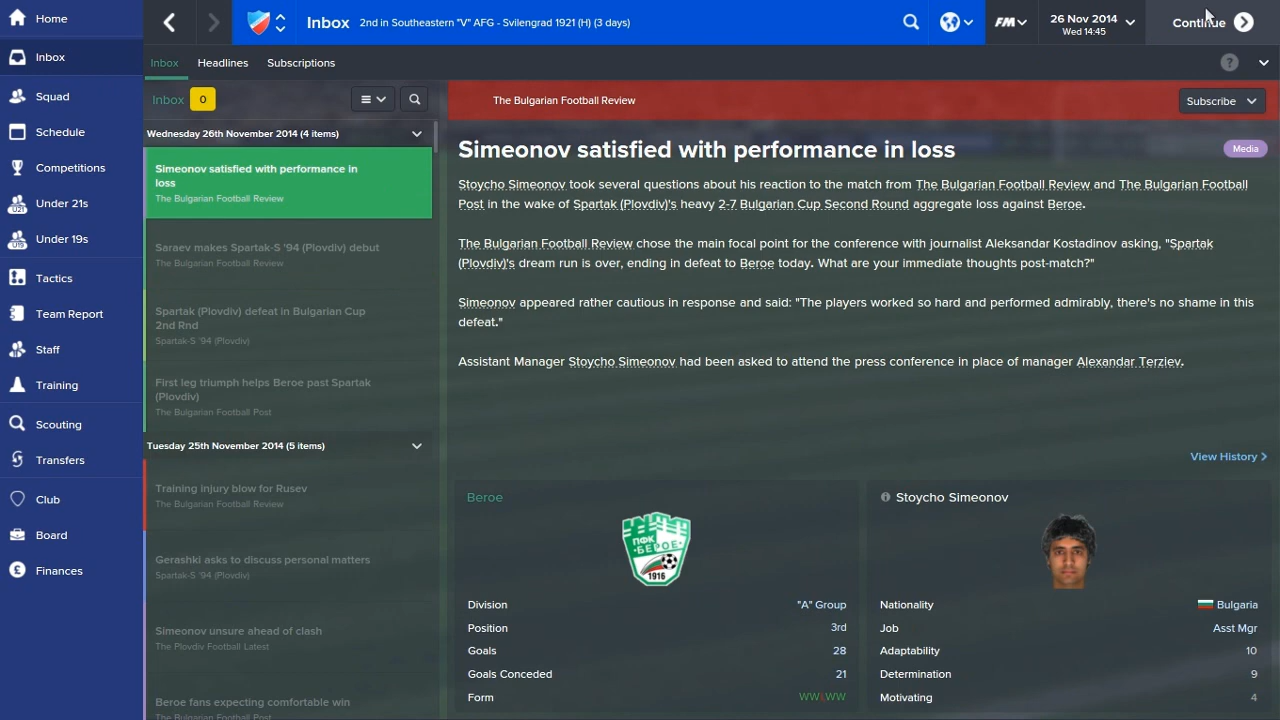 Home
Inbox
Squad
Schedule
Competitions
Under 21s
Under 19s
Tactics
Team Report
Staff
Training
Scouting
Transfers
Club
Board
Finances
Inbox
2nd in Southeastern "V" AFG - Svilengrad 1921 (H) (3 days)
FM
26 Nov 2014
Wed 14:45
Continue
Inbox
Headlines
Subscriptions
?
Inbox
0
Wednesday 26th November 2014 (4 items)
Simeonov satisfied with performance in
loss
The Bulgarian Football Review
Saraev makes Spartak-S '94 (Plovdiv) debut
The Bulgarian Football Review
Spartak (Plovdiv) defeat in Bulgarian Cup
2nd Rnd
Spartak-S '94 (Plovdiv)
First leg triumph helps Beroe past Spartak
(Plovdiv)
The Bulgarian Football Post
Tuesday 25th November 2014 (5 items)
Training injury blow for Rusev
The Bulgarian Football Review
Gerashki asks to discuss personal matters
Spartak-S '94 (Plovdiv)
Simeonov unsure ahead of clash
The Plovdiv Football Latest
Beroe fans expecting comfortable win
The Bulgarian Football Post
The Bulgarian Football Review
Subscribe
Simeonov satisfied with performance in loss
Media
Stoycho Simeonov took several questions about his reaction to the match from The Bulgarian Football Review and The Bulgarian Football
Post in the wake of Spartak (Plovdiv)'s heavy 2-7 Bulgarian Cup Second Round aggregate loss against Beroe.
The Bulgarian Football Review chose the main focal point for the conference with journalist Aleksandar Kostadinov asking, "Spartak
(Plovdiv)'s dream run is over, ending in defeat to Beroe today. What are your immediate thoughts post-match?"
Simeonov appeared rather cautious in response and said: "The players worked so hard and performed admirably, there's no shame in this
defeat."
Assistant Manager Stoycho Simeonov had been asked to attend the press conference in place of manager Alexandar Terziev.
View History
Beroe
ПФК
БЕРОЕ
1916
Division "A" Group
Position 3rd
Goals 28
Goals Conceded 21
Form WWLWW
Stoycho Simeonov
Nationality Bulgaria
Job Asst Mgr
Adaptability 10
Determination 9
Motivating 4